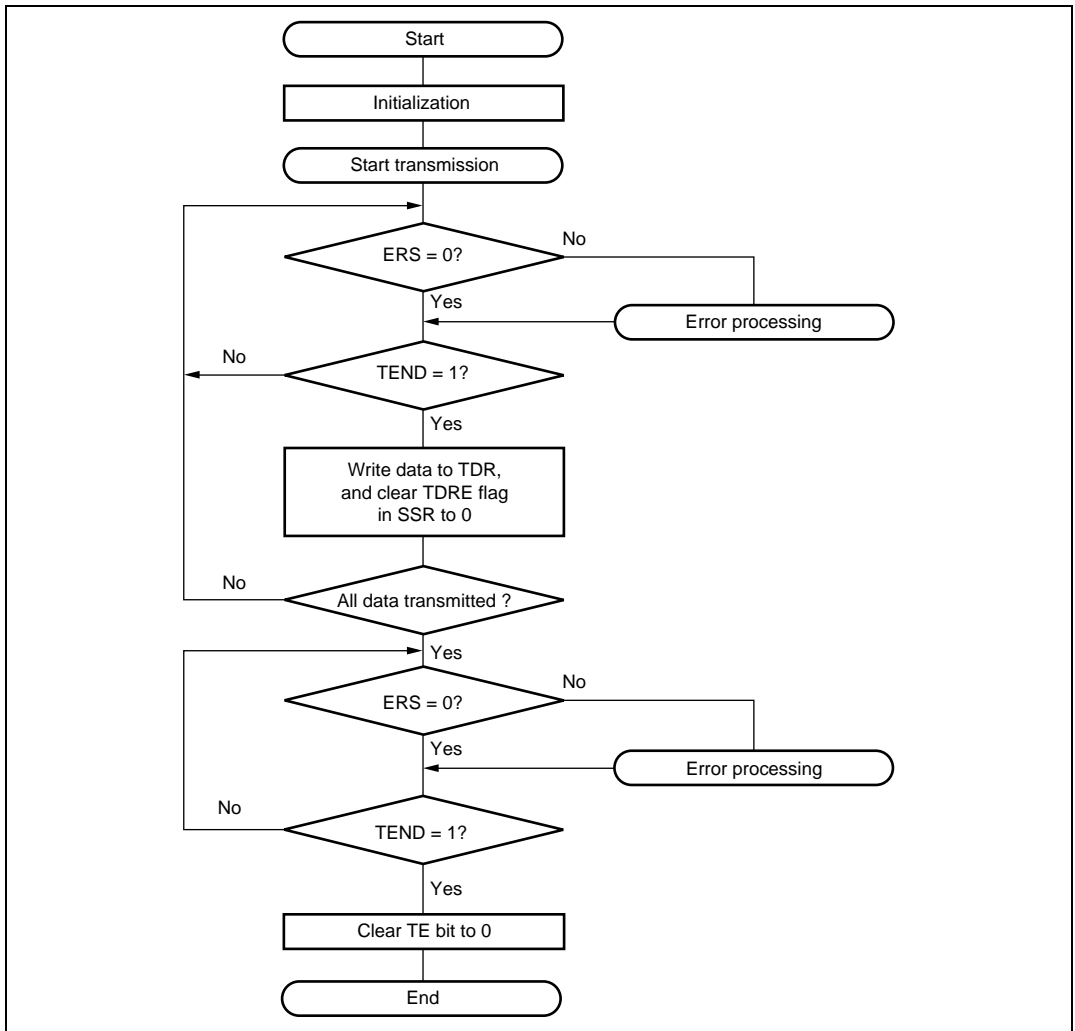 Start
Initialization
Start transmission
ERS = 0?
No
Yes
Error processing
No
TEND = 1?
Yes
Write data to TDR,
and clear TDRE flag
in SSR to 0
No
All data transmitted ?
Yes
ERS = 0?
No
Yes
Error processing
No
TEND = 1?
Yes
Clear TE bit to 0
End